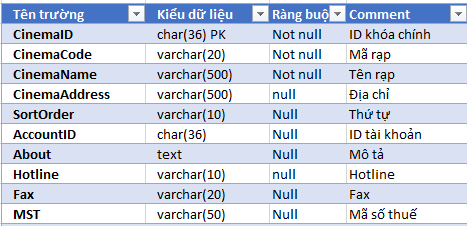 Tên trường Kiểu dữ liệu Ràng buộ Comment
CinemaID char(36) PK Not null ID khóa chính
CinemaCode varchar(20) Not null Mã rạp
CinemaName varchar(500) Not null Tên rạp
CinemaAddress varchar(500) null Địa chỉ
SortOrder varchar(10) Null Thứ tự
AccountID char(36) Null ID tài khoản
About text Null Mô tả
Hotline varchar(10) null Hotline
Fax varchar(20) Null Fax
MST varchar(50) Null Mã số thuế